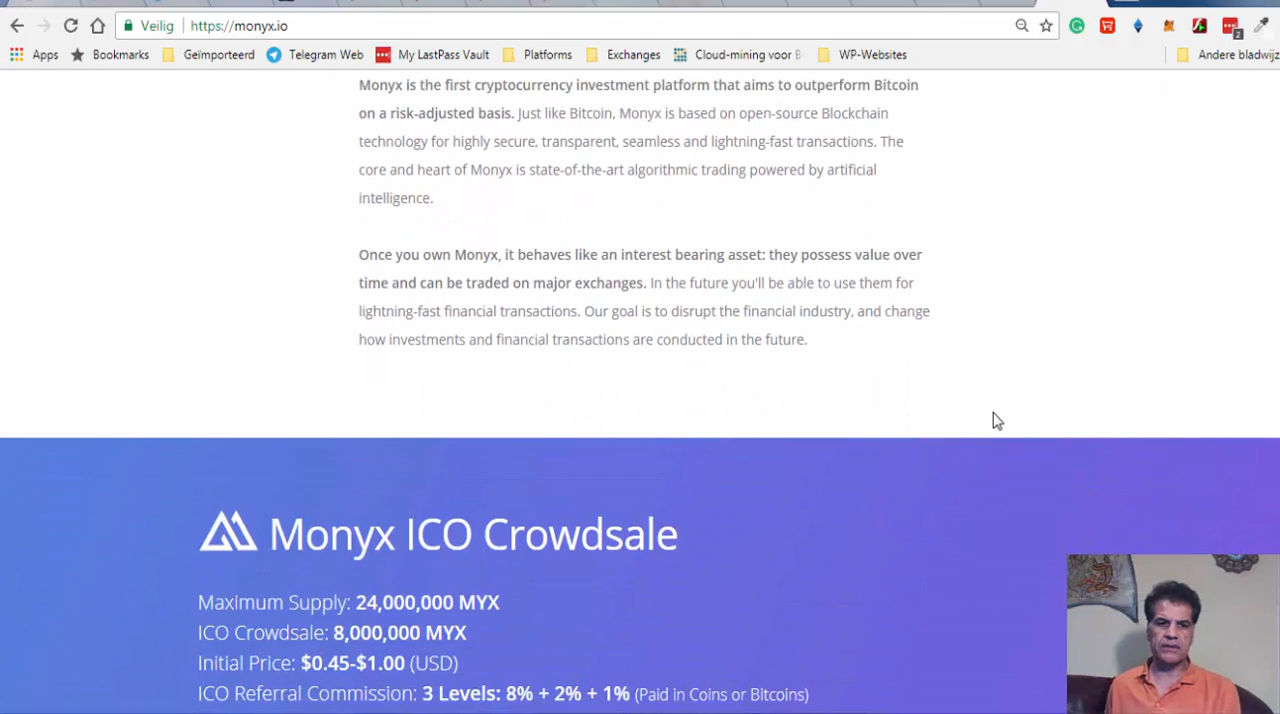 Veilig https://monyx.io
2
Apps Bookmarks Geïmporteerd Telegram Web My LastPass Vault Platforms Exchanges Cloud-mining voor B WP-Websites Andere bladwijz
Monyx is the first cryptocurrency investment platform that aims to outperform Bitcoin
on a risk-adjusted basis. Just like Bitcoin, Monyx is based on open-source Blockchain
technology for highly secure, transparent, seamless and lightning-fast transactions. The
core and heart of Monyx is state-of-the-art algorithmic trading powered by artificial
intelligence.
Once you own Monyx, it behaves like an interest bearing asset: they possess value over
time and can be traded on major exchanges. In the future you'll be able to use them for
lightning-fast financial transactions. Our goal is to disrupt the financial industry, and change
how investments and financial transactions are conducted in the future.
Monyx ICO Crowdsale
Maximum Supply: 24,000,000 MYX
ICO Crowdsale: 8,000,000 MYX
Initial Price: $0.45-$1.00 (USD)
ICO Referral Commission: 3 Levels: 8% + 2% + 1% (Paid in Coins or Bitcoins)